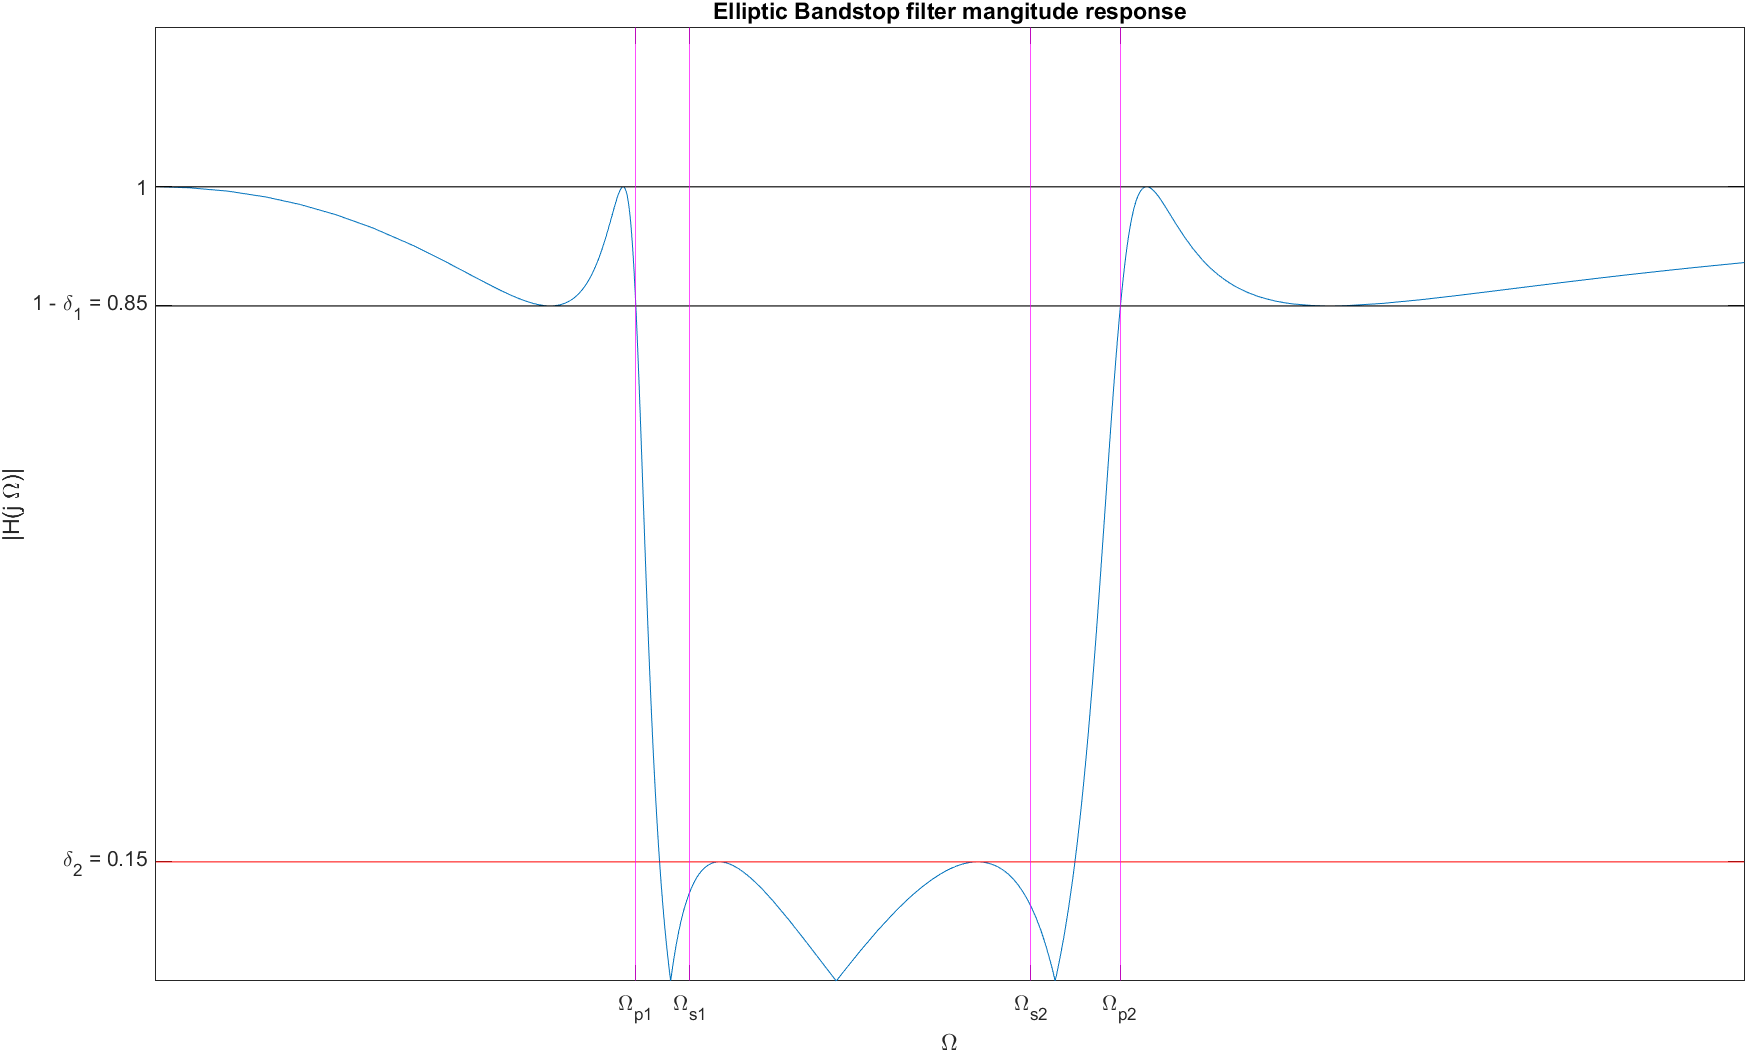 Elliptic Bandstop filter mangitude response
1
1 - δ1 = 0.85
|H(j Ω)|
δ2 = 0.15
Ωp1 Ωs1 Ωs2 Ωp2
Ω